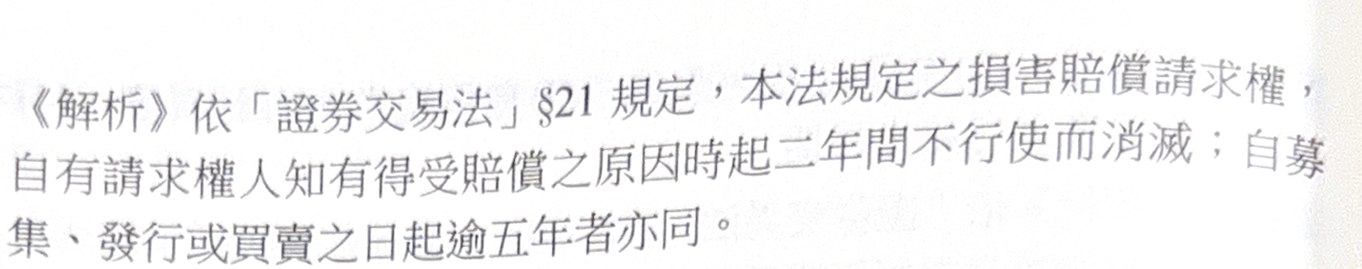 《解析》依「證券交易法」§21 規定，本法規定之損害賠償請求權，
自有請求權人知有得受賠償之原因時起二年間不行使而消滅；自募
集、發行或買賣之日起逾五年者亦同。